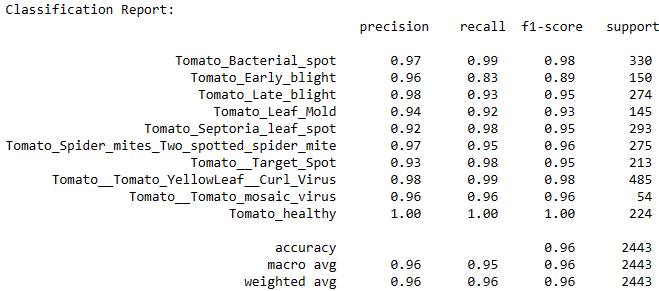 Classification Report:
precision recall f1-score support
Tomato_Bacterial_spot 0.97 0.99 0.98 330
Tomato_Early_blight 0.96 0.83 0.89 150
Tomato_Late_blight 0.98 0.93 0.95 274
Tomato_Leaf_Mold 0.94 0.92 0.93 145
Tomato_Septoria_leaf_spot 0.92 0.98 0.95 293
Tomato_Spider_mites_Two_spotted_spider_mite 0.97 0.95 0.96 275
Tomato__Target_Spot 0.93 0.98 0.95 213
Tomato__Tomato_YellowLeaf__Curl_Virus 0.98 0.99 0.98 485
Tomato__Tomato_mosaic_virus 0.96 0.96 0.96 54
Tomato_healthy 1.00 1.00 1.00 224
accuracy 0.96 2443
macro avg 0.96 0.95 0.96 2443
weighted avg 0.96 0.96 0.96 2443